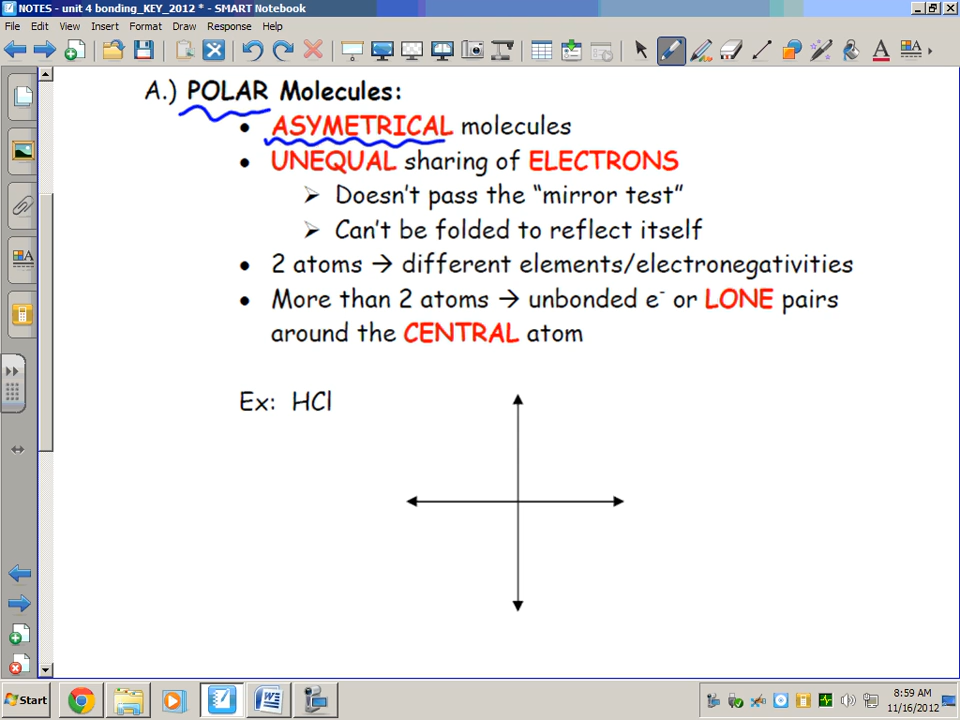 NOTES - unit 4 bonding_KEY_2012 * - SMART Notebook
File Edit View Insert Format Draw Response Help
A.) POLAR Molecules:
• ASYMETRICAL molecules
• UNEQUAL sharing of ELECTRONS
➢ Doesn't pass the “mirror test”
➢ Can't be folded to reflect itself
• 2 atoms → different elements/electronegativities
• More than 2 atoms → unbonded e⁻ or LONE pairs
around the CENTRAL atom
Ex: HCl
Start
8:59 AM
11/16/2012